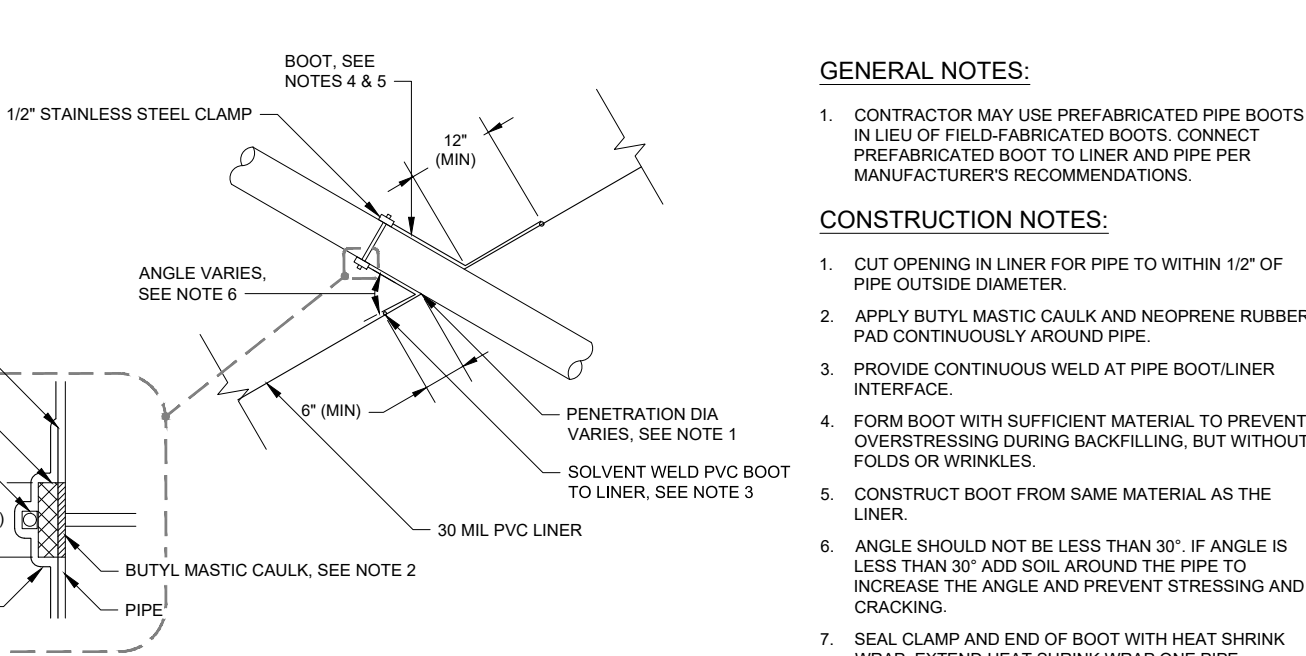 BOOT, SEE
NOTES 4 & 5
1/2" STAINLESS STEEL CLAMP
12"
(MIN)
ANGLE VARIES,
SEE NOTE 6
6" (MIN)
PENETRATION DIA
VARIES, SEE NOTE 1
SOLVENT WELD PVC BOOT
TO LINER, SEE NOTE 3
30 MIL PVC LINER
)
BUTYL MASTIC CAULK, SEE NOTE 2
PIPE
GENERAL NOTES:
1. CONTRACTOR MAY USE PREFABRICATED PIPE BOOTS
IN LIEU OF FIELD-FABRICATED BOOTS. CONNECT
PREFABRICATED BOOT TO LINER AND PIPE PER
MANUFACTURER'S RECOMMENDATIONS.
CONSTRUCTION NOTES:
1. CUT OPENING IN LINER FOR PIPE TO WITHIN 1/2" OF
PIPE OUTSIDE DIAMETER.
2. APPLY BUTYL MASTIC CAULK AND NEOPRENE RUBBER
PAD CONTINUOUSLY AROUND PIPE.
3. PROVIDE CONTINUOUS WELD AT PIPE BOOT/LINER
INTERFACE.
4. FORM BOOT WITH SUFFICIENT MATERIAL TO PREVENT
OVERSTRESSING DURING BACKFILLING, BUT WITHOUT
FOLDS OR WRINKLES.
5. CONSTRUCT BOOT FROM SAME MATERIAL AS THE
LINER.
6. ANGLE SHOULD NOT BE LESS THAN 30°. IF ANGLE IS
LESS THAN 30° ADD SOIL AROUND THE PIPE TO
INCREASE THE ANGLE AND PREVENT STRESSING AND
CRACKING.
7. SEAL CLAMP AND END OF BOOT WITH HEAT SHRINK
WRAP. EXTEND HEAT SHRINK WRAP ONE PIPE